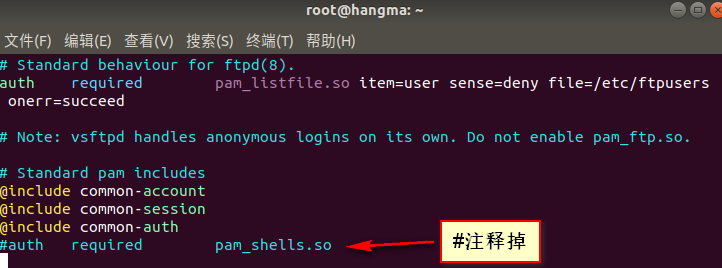 root@hangma: ~
文件(F) 编辑(E) 查看(V) 搜索(S) 终端(T) 帮助(H)
# Standard behaviour for ftpd(8).
auth    required        pam_listfile.so item=user sense=deny file=/etc/ftpusers
 onerr=succeed
# Note: vsftpd handles anonymous logins on its own. Do not enable pam_ftp.so.
# Standard pam includes
@include common-account
@include common-session
@include common-auth
#auth   required        pam_shells.so
#注释掉